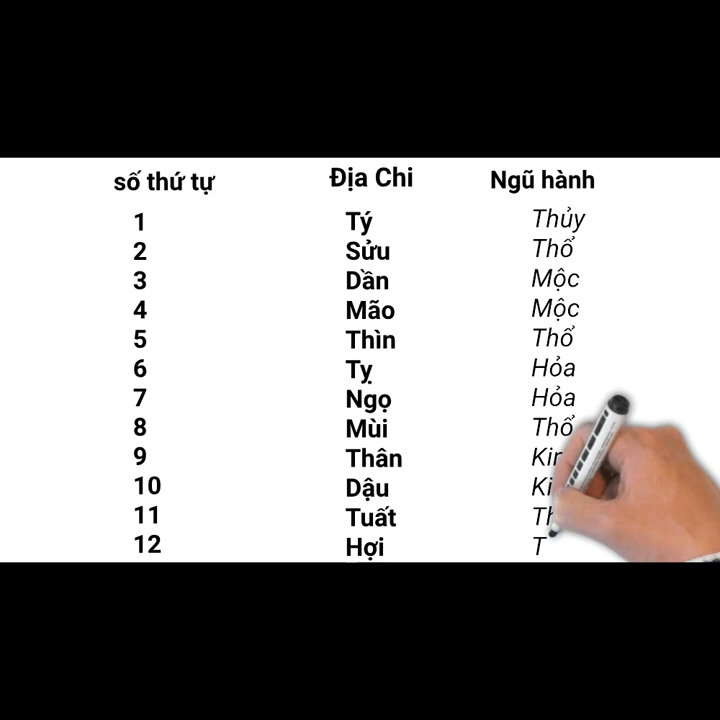 số thứ tự Địa Chi Ngũ hành
1 Tý Thủy
2 Sửu Thổ
3 Dần Mộc
4 Mão Mộc
5 Thìn Thổ
6 Tỵ Hỏa
7 Ngọ Hỏa
8 Mùi Thổ
9 Thân
10 Dậu
11 Tuất
12 Hợi